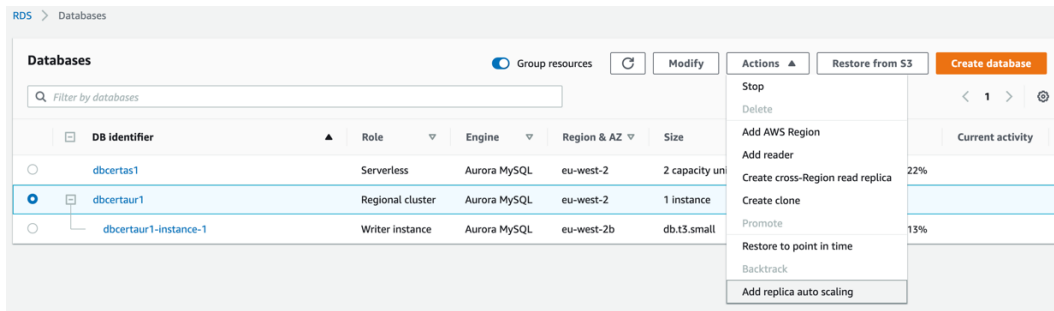 RDS > Databases
Databases
Group resources
Modify
Actions ▲
Restore from S3
Create database
Filter by databases
< 1 >
DB identifier ▲ Role Engine Region & AZ Size Current activity
dbcertas1 Serverless Aurora MySQL eu-west-2 2 capacity uni 22%
dbcertaur1 Regional cluster Aurora MySQL eu-west-2 1 instance
dbcertaur1-instance-1 Writer instance Aurora MySQL eu-west-2b db.t3.small 13%
Stop
Delete
Add AWS Region
Add reader
Create cross-Region read replica
Create clone
Promote
Restore to point in time
Backtrack
Add replica auto scaling